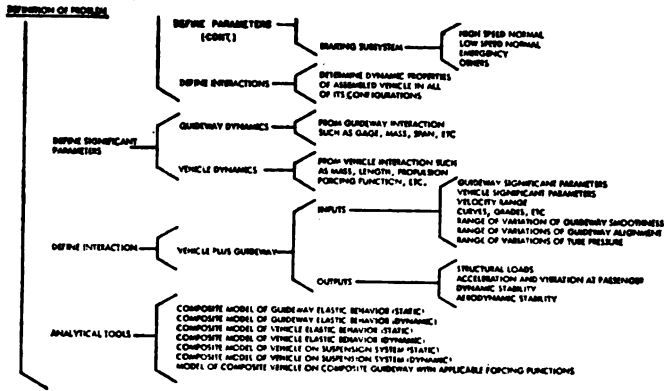 DEFINITION OF PROBLEM
DEFINE PARAMETERS
(CONT.)
BRAKING SUBSYSTEM
HIGH SPEED NORMAL
LOW SPEED NORMAL
EMERGENCY
OTHERS
DEFINE INTERACTIONS
DETERMINE DYNAMIC PROPERTIES
OF ASSEMBLED VEHICLE IN ALL
OF ITS CONFIGURATIONS
DEFINE SIGNIFICANT
PARAMETERS
GUIDEWAY DYNAMICS
FROM GUIDEWAY INTERACTION
SUCH AS GAGE, MASS, SPAN, ETC
VEHICLE DYNAMICS
FROM VEHICLE INTERACTION SUCH
AS MASS, LENGTH, PROPULSION
FORCING FUNCTION, ETC.
DEFINE INTERACTION
VEHICLE PLUS GUIDEWAY
INPUTS
GUIDEWAY SIGNIFICANT PARAMETERS
VEHICLE SIGNIFICANT PARAMETERS
VELOCITY RANGE
CURVES, GRADES, ETC
RANGE OF VARIATION OF GUIDEWAY SMOOTHNESS
RANGE OF VARIATIONS OF GUIDEWAY ALIGNMENT
RANGE OF VARIATIONS OF TUBE PRESSURE
OUTPUTS
STRUCTURAL LOADS
ACCELERATION AND VIBRATION AT PASSENGER
DYNAMIC STABILITY
AERODYNAMIC STABILITY
ANALYTICAL TOOLS
COMPOSITE MODEL OF GUIDEWAY ELASTIC BEHAVIOR (STATIC)
COMPOSITE MODEL OF GUIDEWAY ELASTIC BEHAVIOR (DYNAMIC)
COMPOSITE MODEL OF VEHICLE ELASTIC BEHAVIOR (STATIC)
COMPOSITE MODEL OF VEHICLE ELASTIC BEHAVIOR (DYNAMIC)
COMPOSITE MODEL OF VEHICLE ON SUSPENSION SYSTEM (STATIC)
COMPOSITE MODEL OF VEHICLE ON SUSPENSION SYSTEM (DYNAMIC)
MODEL OF COMPOSITE VEHICLE ON COMPOSITE GUIDEWAY WITH APPLICABLE FORCING FUNCTIONS